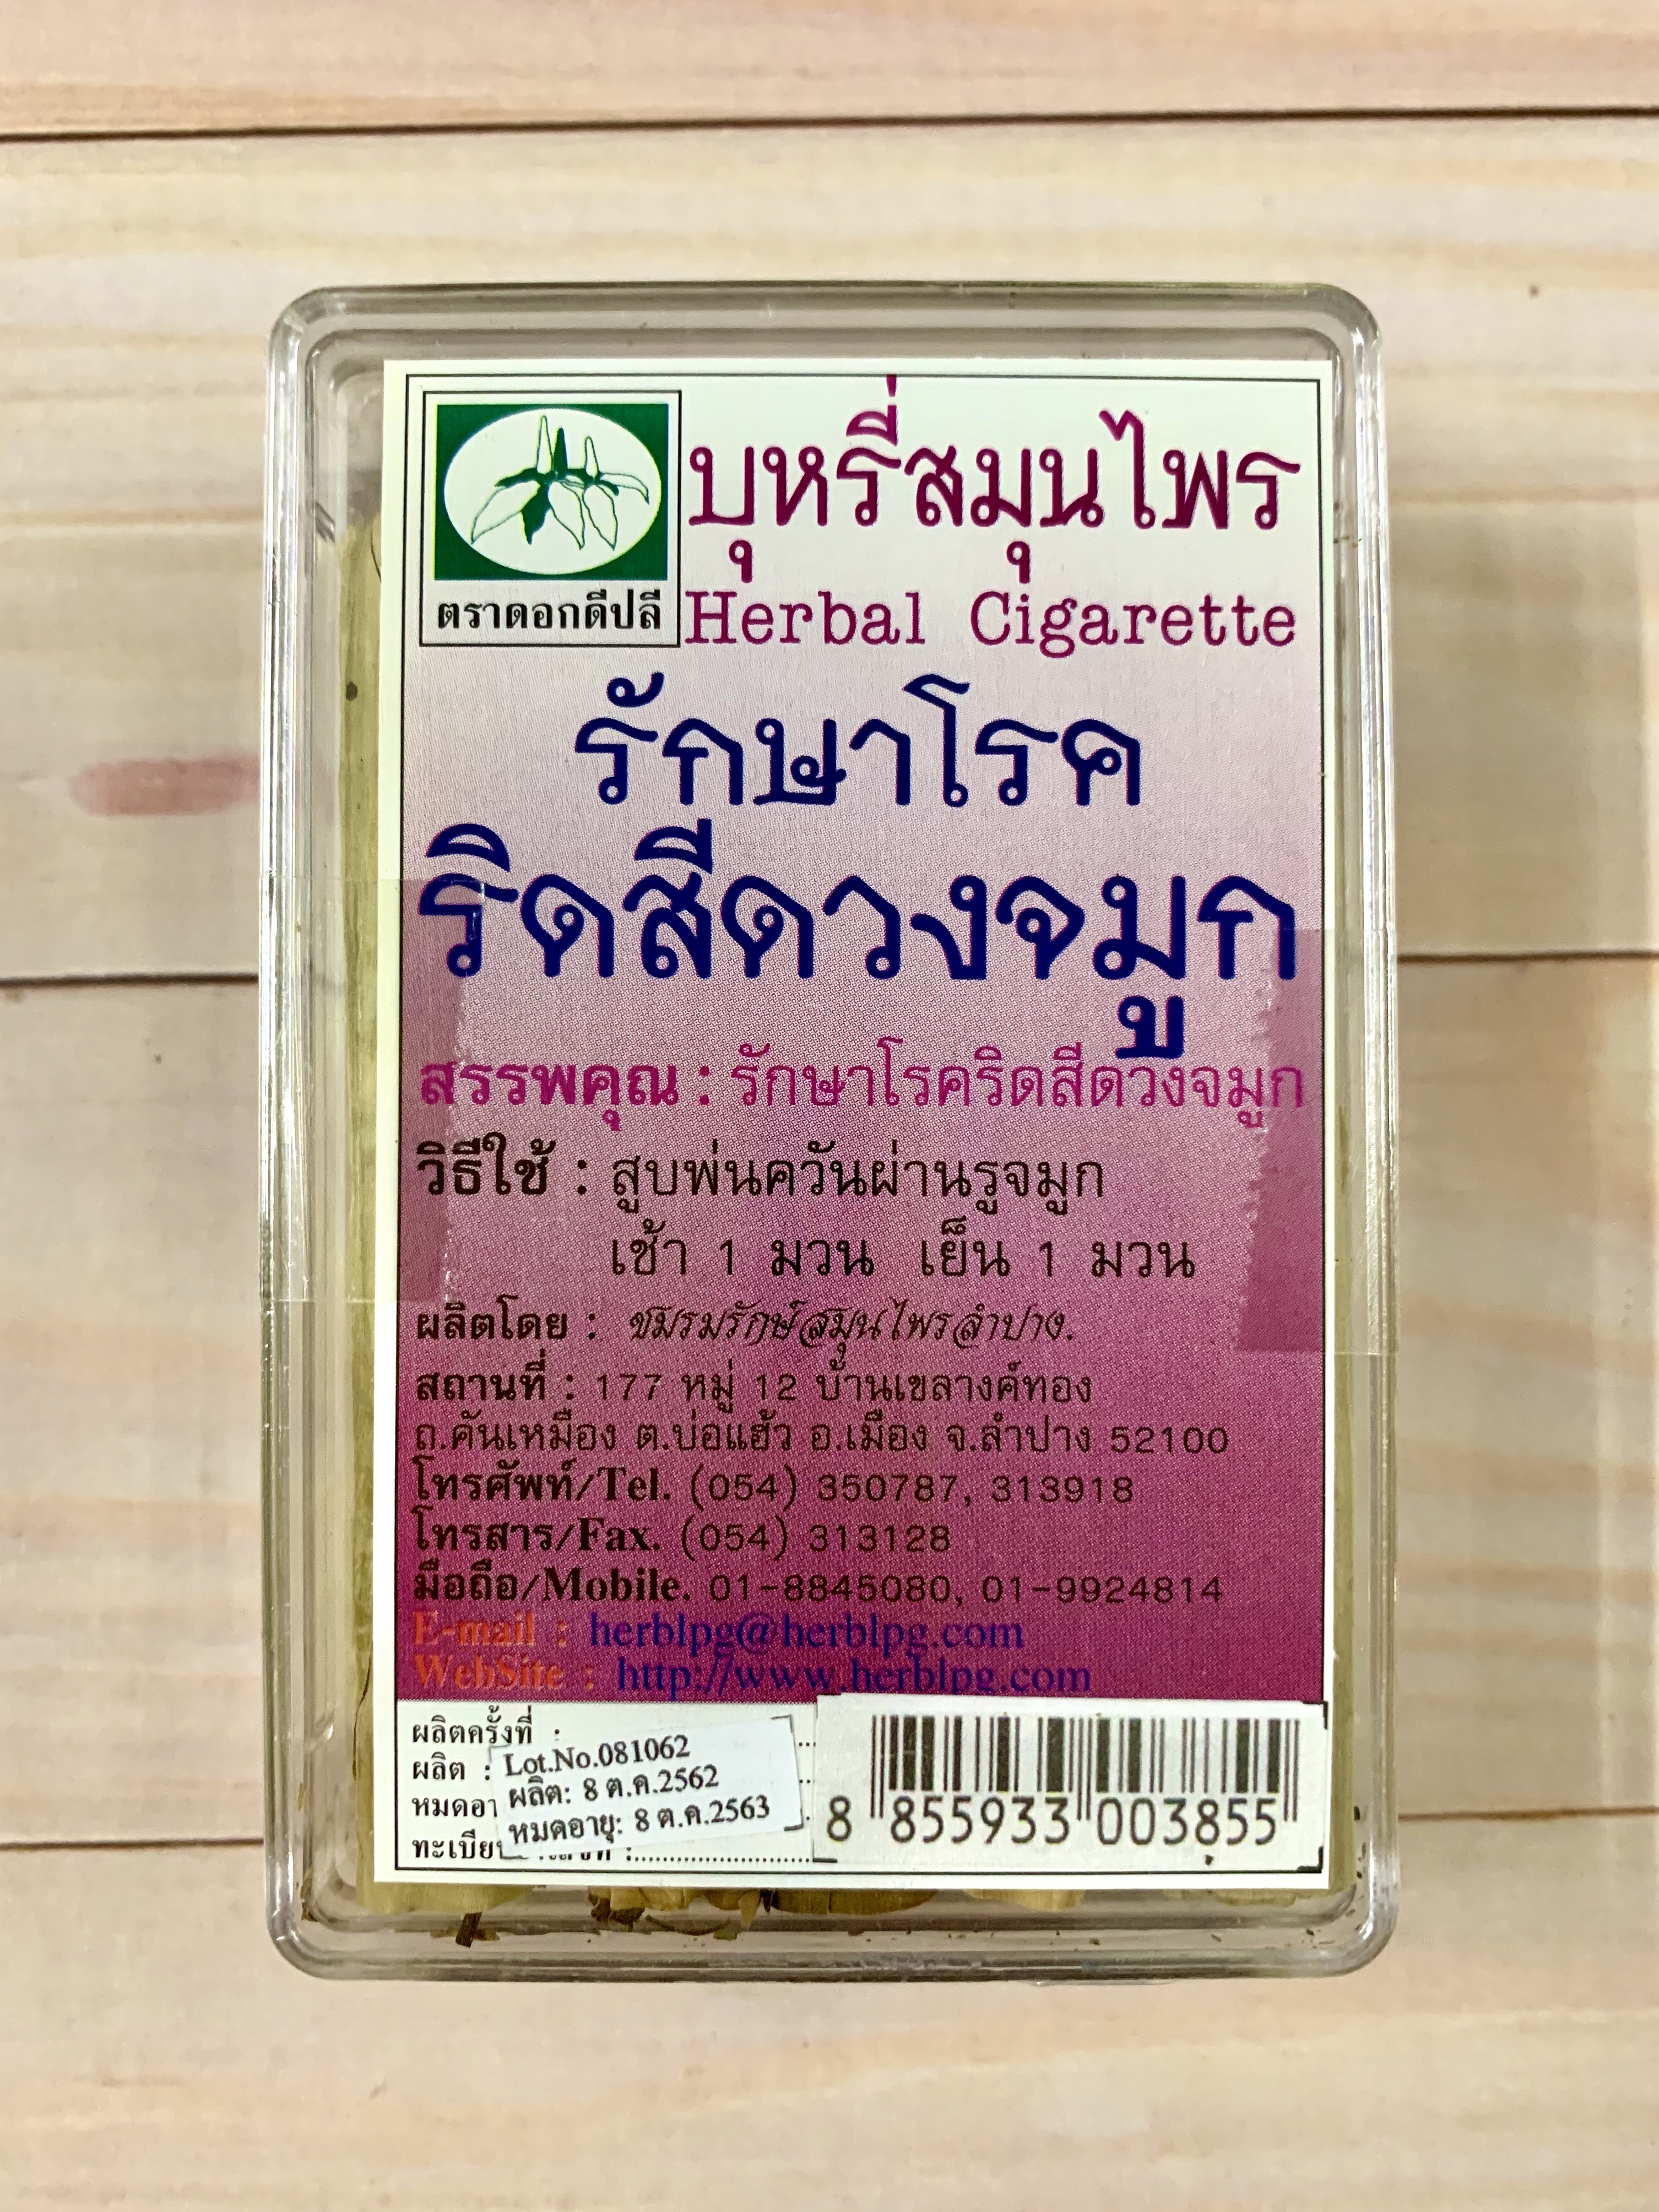 บุหรี่สมุนไพร
ตราดอกดีปลี
Herbal Cigarette
รักษาโรค
ริดสีดวงจมูก
สรรพคุณ : รักษาโรคริดสีดวงจมูก
วิธีใช้ : สูบพ่นควันผ่านรูจมูก
เช้า 1 มวน เย็น 1 มวน
ผลิตโดย : ชมรมรักษ์สมุนไพรลำปาง.
สถานที่ : 177 หมู่ 12 บ้านเขลางค์ทอง
ถ.คันเหมือง ต.บ่อแฮ้ว อ.เมือง จ.ลำปาง 52100
โทรศัพท์/Tel. (054) 350787, 313918
โทรสาร/Fax. (054) 313128
มือถือ/Mobile. 01-8845080, 01-9924814
E-mail : herblpg@herblpg.com
WebSite : http://www.herblpg.com
ผลิตครั้งที่ :
ผลิต :
Lot.No.081062
ผลิต: 8 ต.ค.2562
หมดอายุ: 8 ต.ค.2563
8 855933 003855